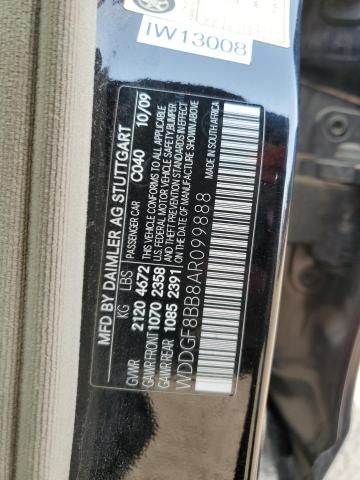 IW13008
MADE IN SOUTH AFRICA
MFD BY DAIMLER AG STUTTGART
PASSENGER CAR C040 10/09
KG LBS
GVWR 2120 4672
GAWR FRONT 1070 2358
GAWR REAR 1085 2391
THIS VEHICLE CONFORMS TO ALL APPLICABLE
U.S. FEDERAL MOTOR VEHICLE SAFETY, BUMPER,
AND THEFT PREVENTION STANDARDS IN EFFECT
ON THE DATE OF MANUFACTURE SHOWN ABOVE
WDDGF8BB8AR099888